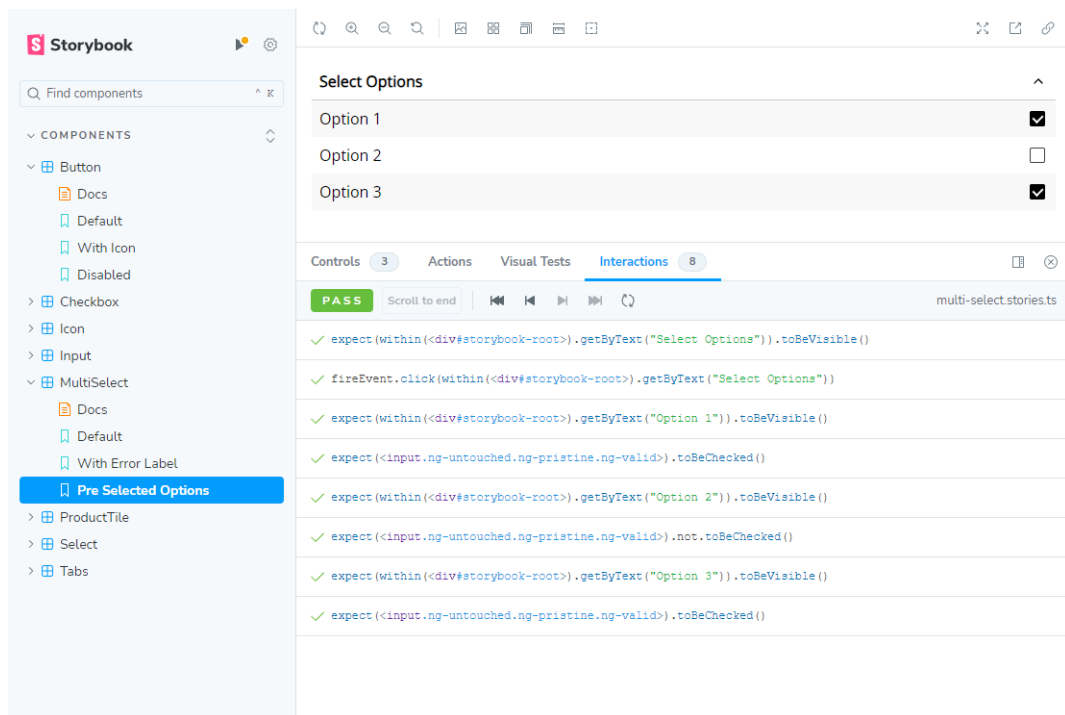 Storybook
Find components
^ K
COMPONENTS
Button
Docs
Default
With Icon
Disabled
Checkbox
Icon
Input
MultiSelect
Docs
Default
With Error Label
Pre Selected Options
ProductTile
Select
Tabs
Select Options
Option 1
Option 2
Option 3
Controls 3 Actions Visual Tests Interactions 8
PASS Scroll to end multi-select.stories.ts
expect(within(<div#storybook-root>).getByText("Select Options")).toBeVisible()
fireEvent.click(within(<div#storybook-root>).getByText("Select Options"))
expect(within(<div#storybook-root>).getByText("Option 1")).toBeVisible()
expect(<input.ng-untouched.ng-pristine.ng-valid>).toBeChecked()
expect(within(<div#storybook-root>).getByText("Option 2")).toBeVisible()
expect(<input.ng-untouched.ng-pristine.ng-valid>).not.toBeChecked()
expect(within(<div#storybook-root>).getByText("Option 3")).toBeVisible()
expect(<input.ng-untouched.ng-pristine.ng-valid>).toBeChecked()